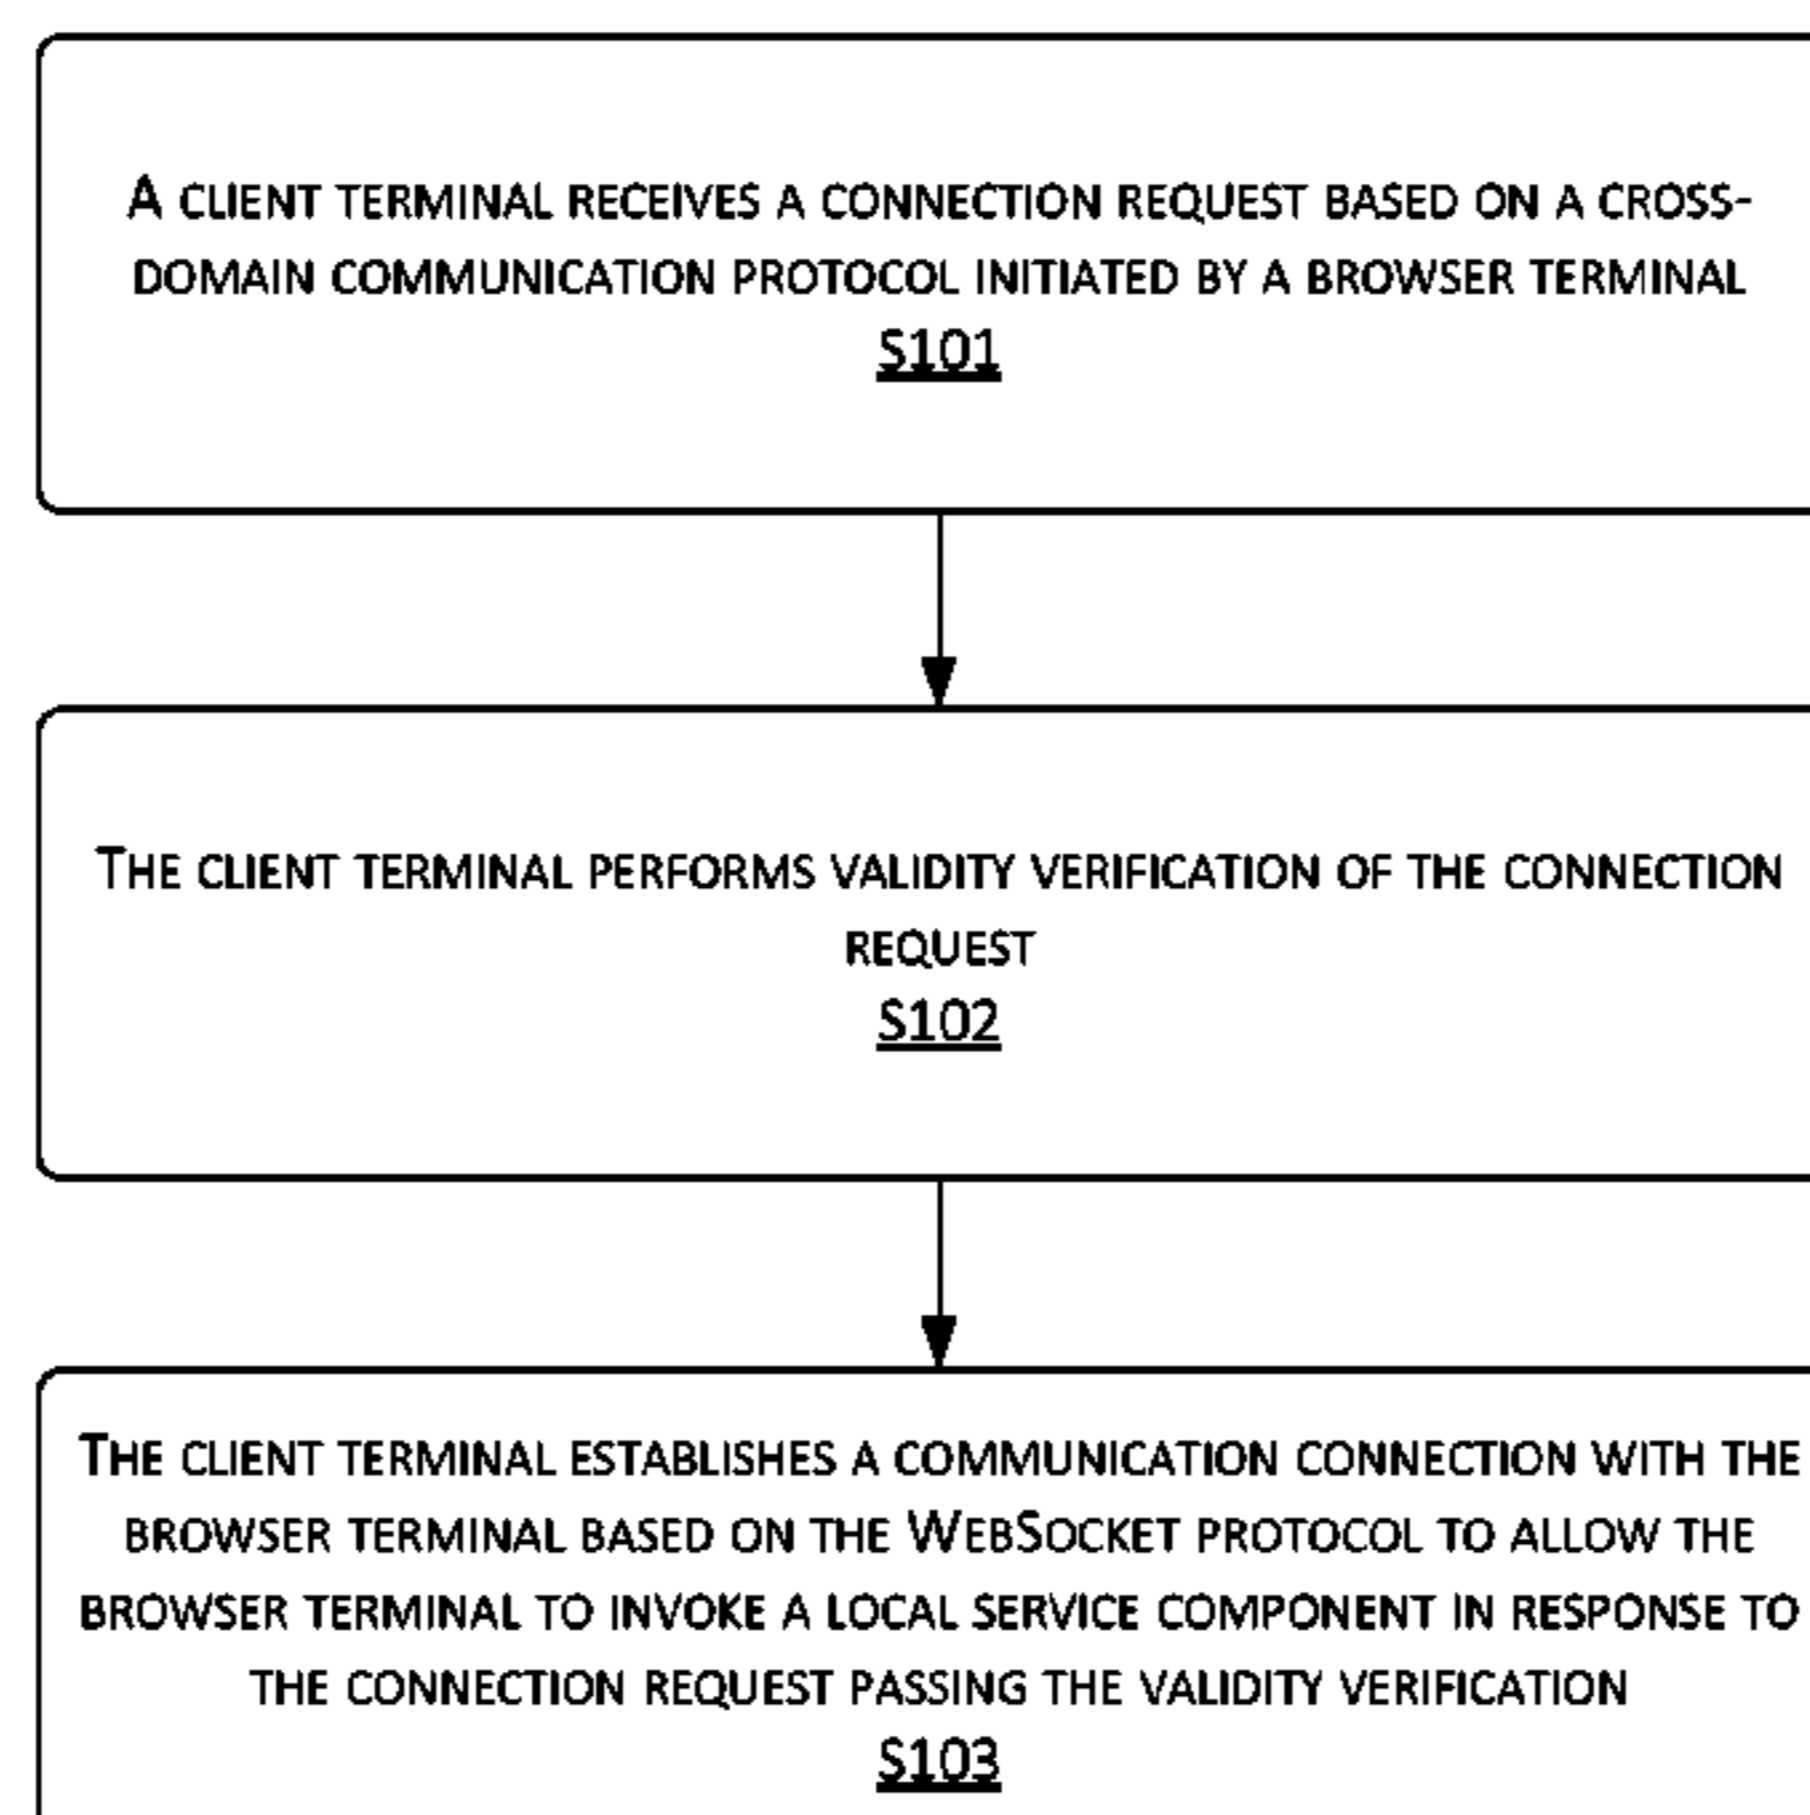 A CLIENT TERMINAL RECEIVES A CONNECTION REQUEST BASED ON A CROSS-
DOMAIN COMMUNICATION PROTOCOL INITIATED BY A BROWSER TERMINAL
S101
THE CLIENT TERMINAL PERFORMS VALIDITY VERIFICATION OF THE CONNECTION
REQUEST
S102
THE CLIENT TERMINAL ESTABLISHES A COMMUNICATION CONNECTION WITH THE
BROWSER TERMINAL BASED ON THE WEBSOCKET PROTOCOL TO ALLOW THE
BROWSER TERMINAL TO INVOKE A LOCAL SERVICE COMPONENT IN RESPONSE TO
THE CONNECTION REQUEST PASSING THE VALIDITY VERIFICATION
S103